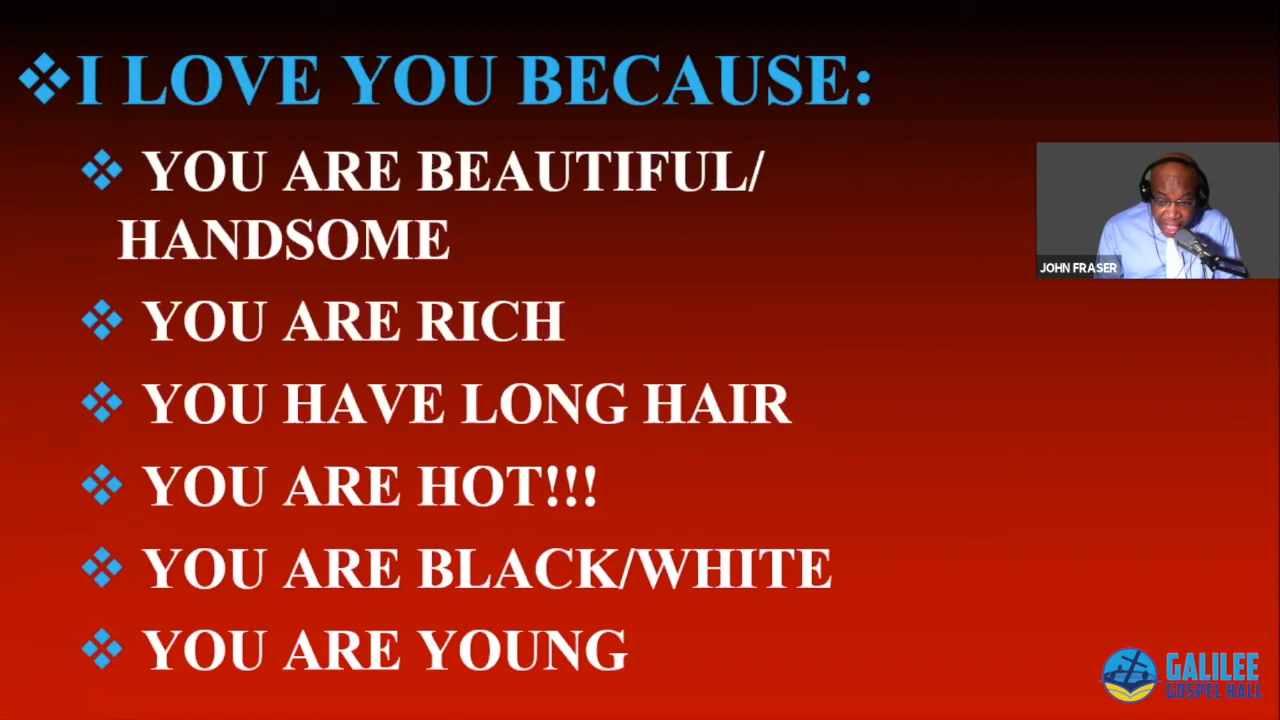 I LOVE YOU BECAUSE:
YOU ARE BEAUTIFUL/
HANDSOME
YOU ARE RICH
YOU HAVE LONG HAIR
YOU ARE HOT!!!
YOU ARE BLACK/WHITE
YOU ARE YOUNG
JOHN FRASER
GALILEE
GOSPEL HALL